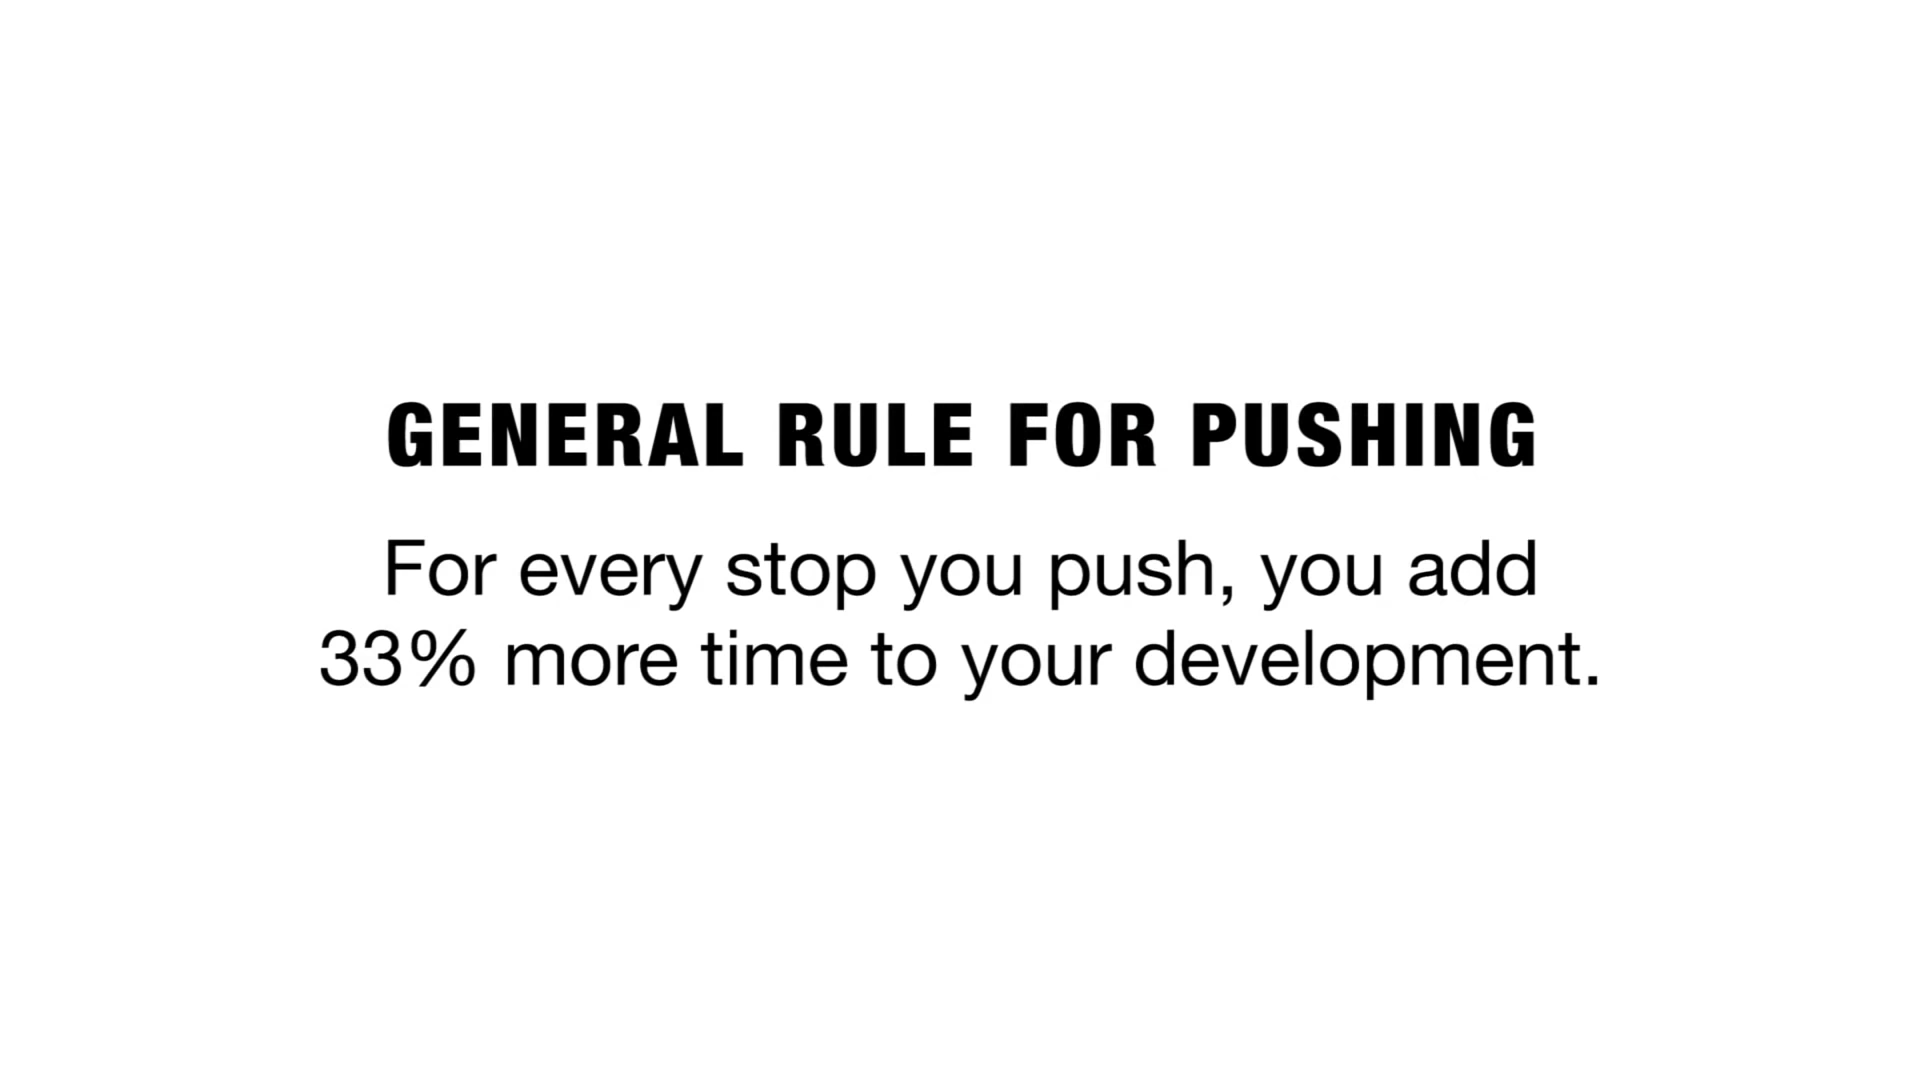 GENERAL RULE FOR PUSHING
For every stop you push, you add
33% more time to your development.